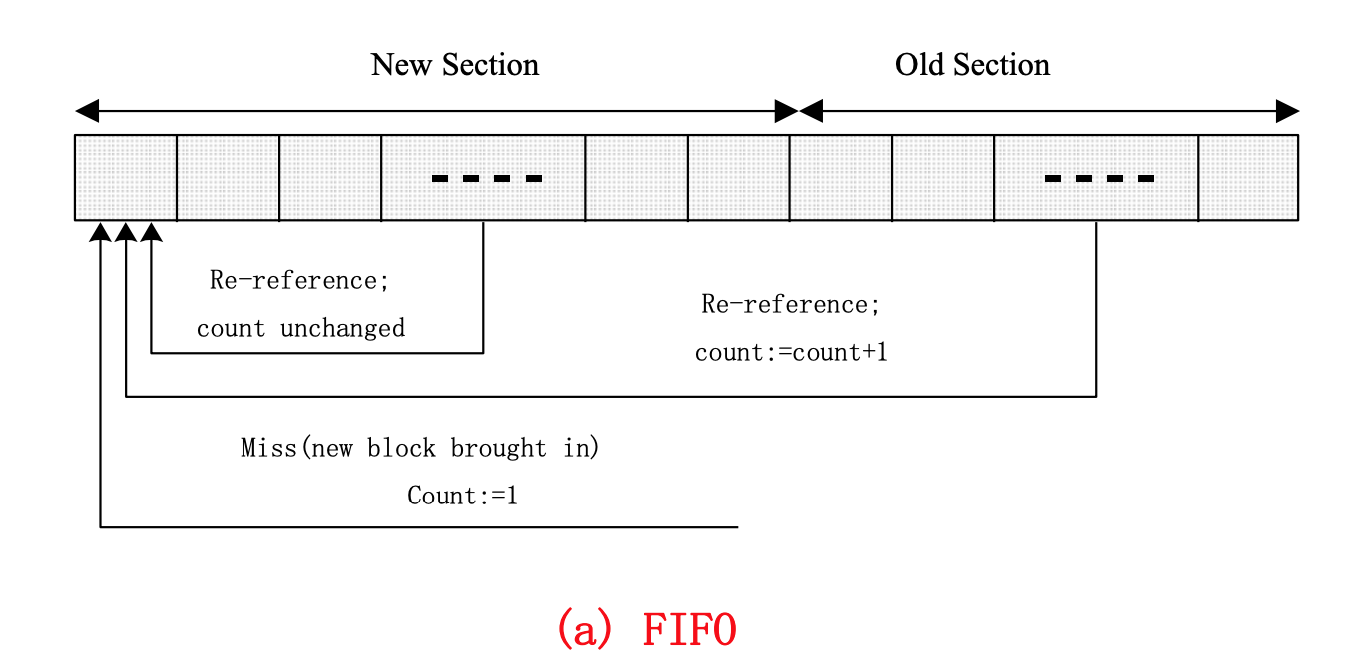 New Section
Old Section
Re-reference;
count unchanged
Re-reference;
count:=count+1
Miss(new block brought in)
Count:=1
(a) FIFO